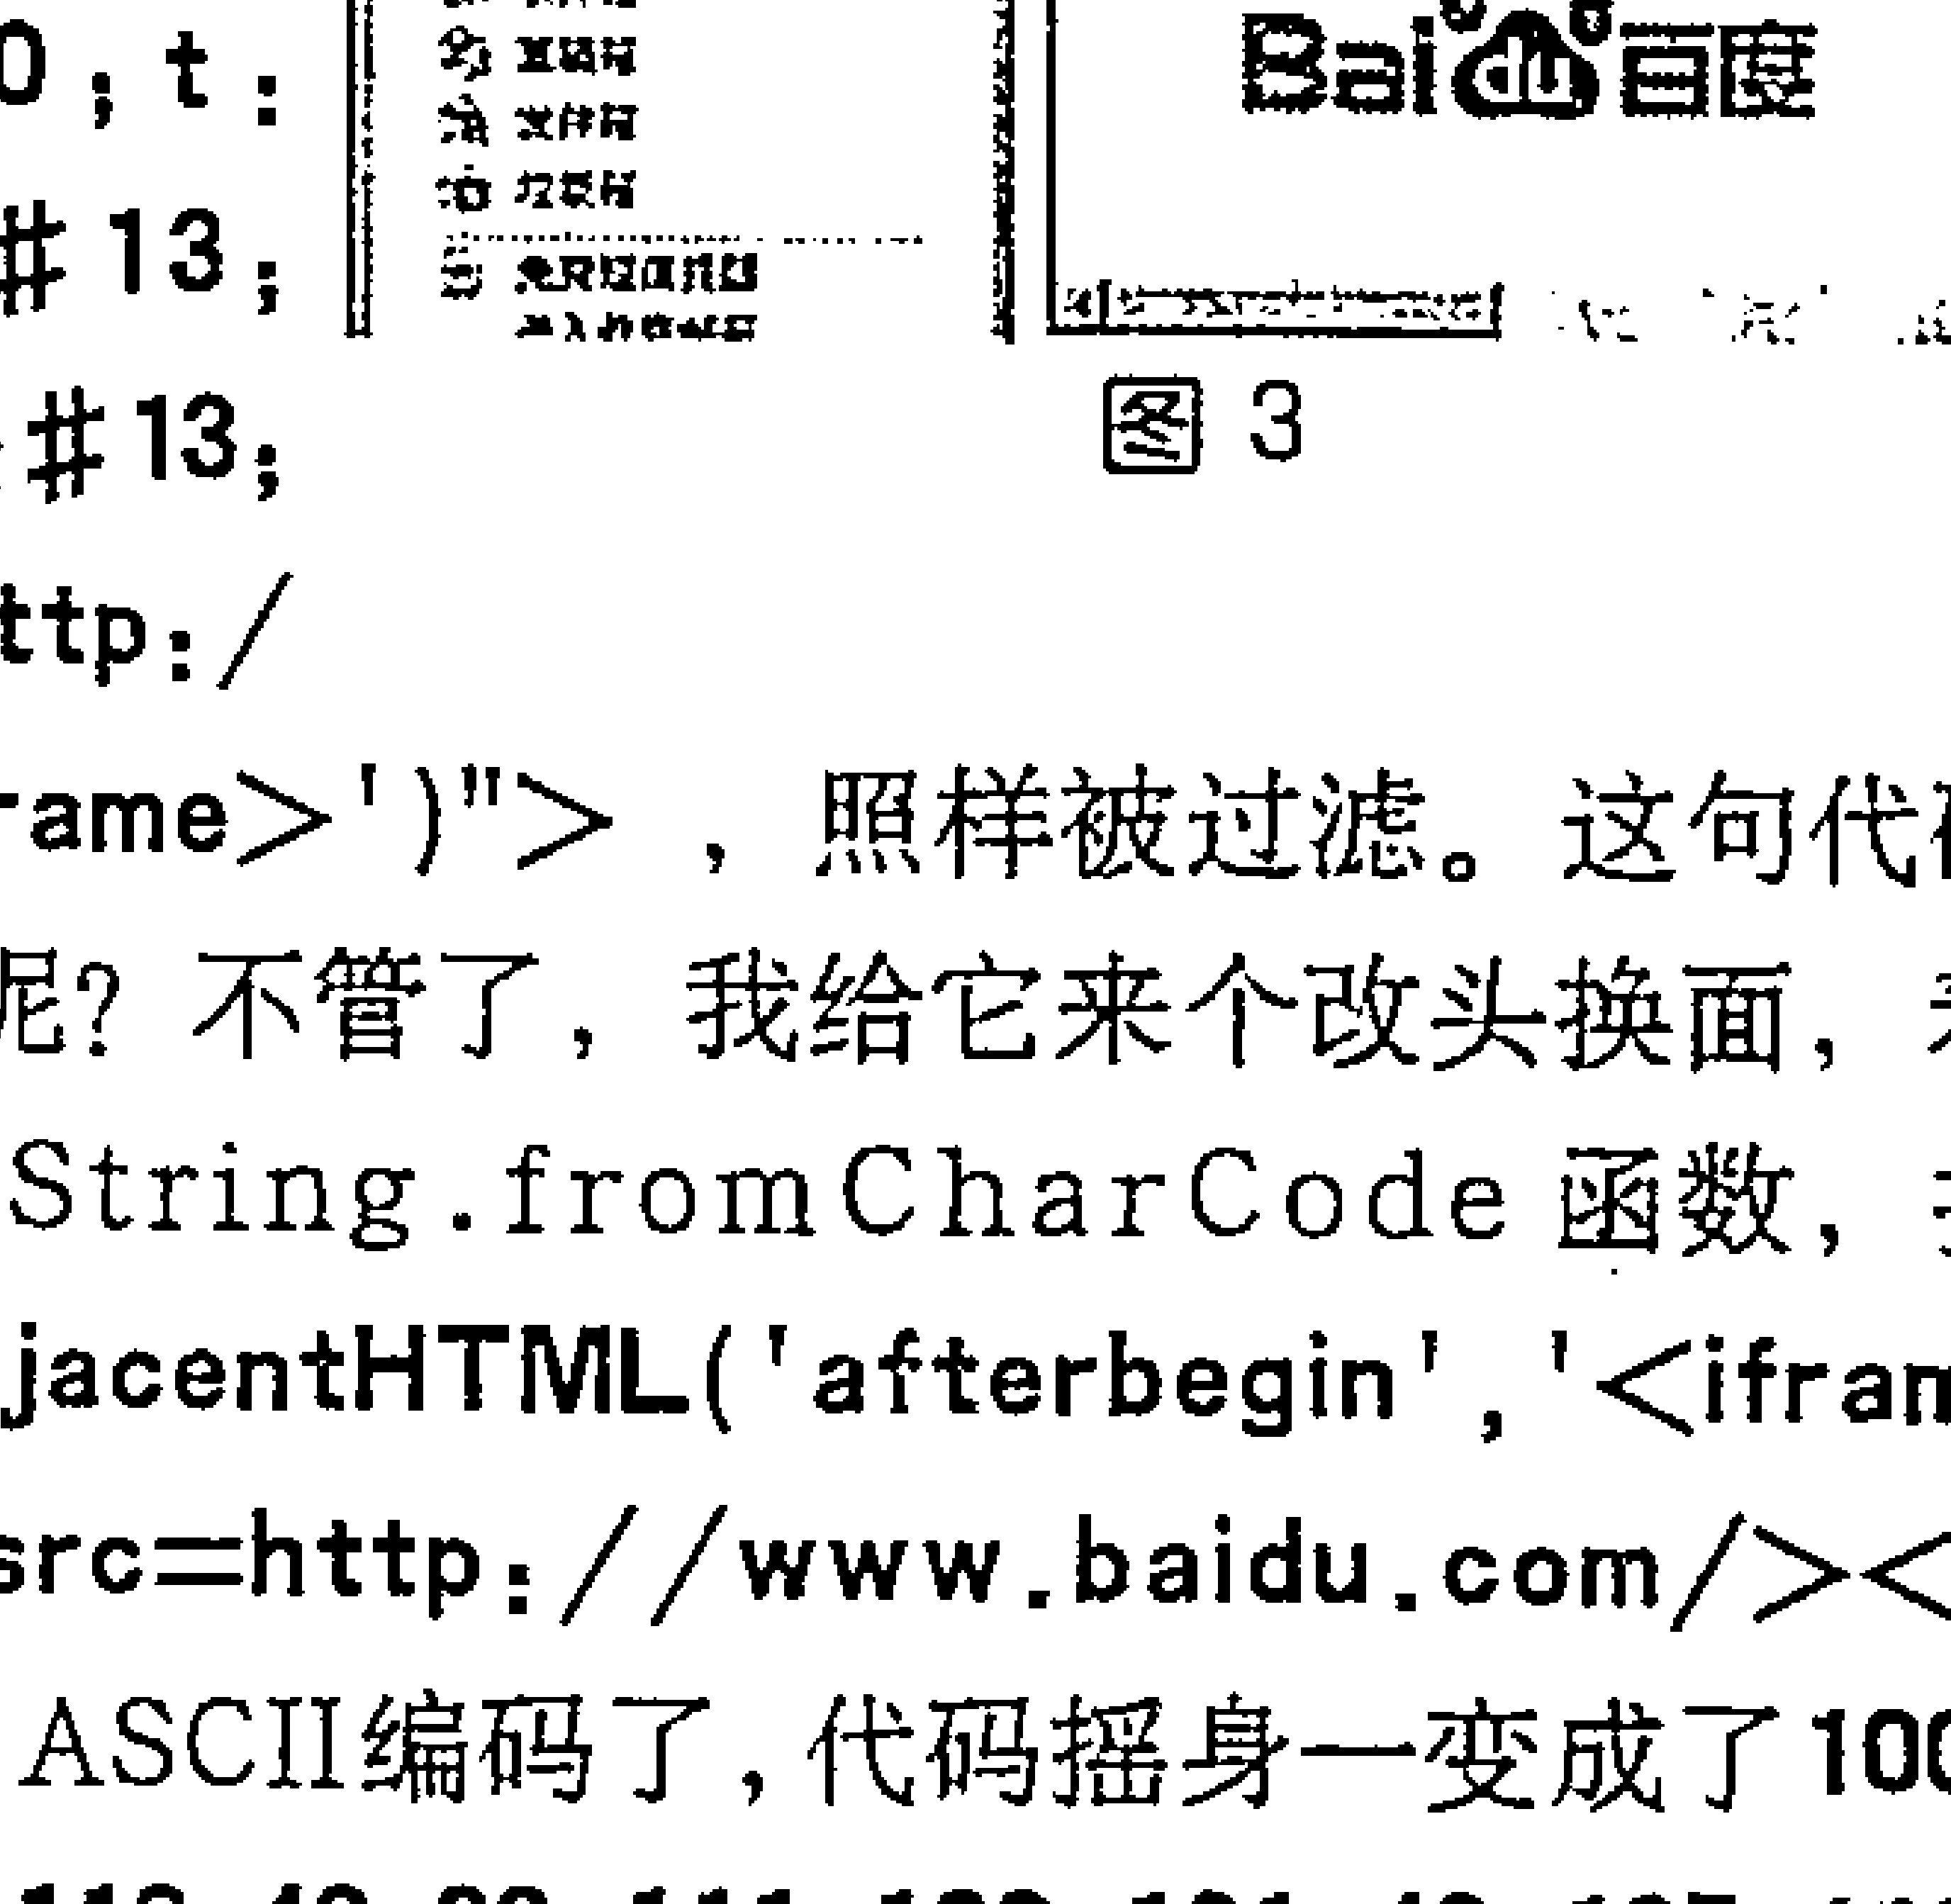 0;t:
#13;
#13;
ttp:/
Bai百度
图 3
rame>')">，照样被过滤。这句代
呢？不管了，我给它来个改头换面，
String.fromCharCode函数，
jacentHTML('afterbegin','<ifram
src=http://www.baidu.com/><
ASCII编码了,代码摇身一变成了100